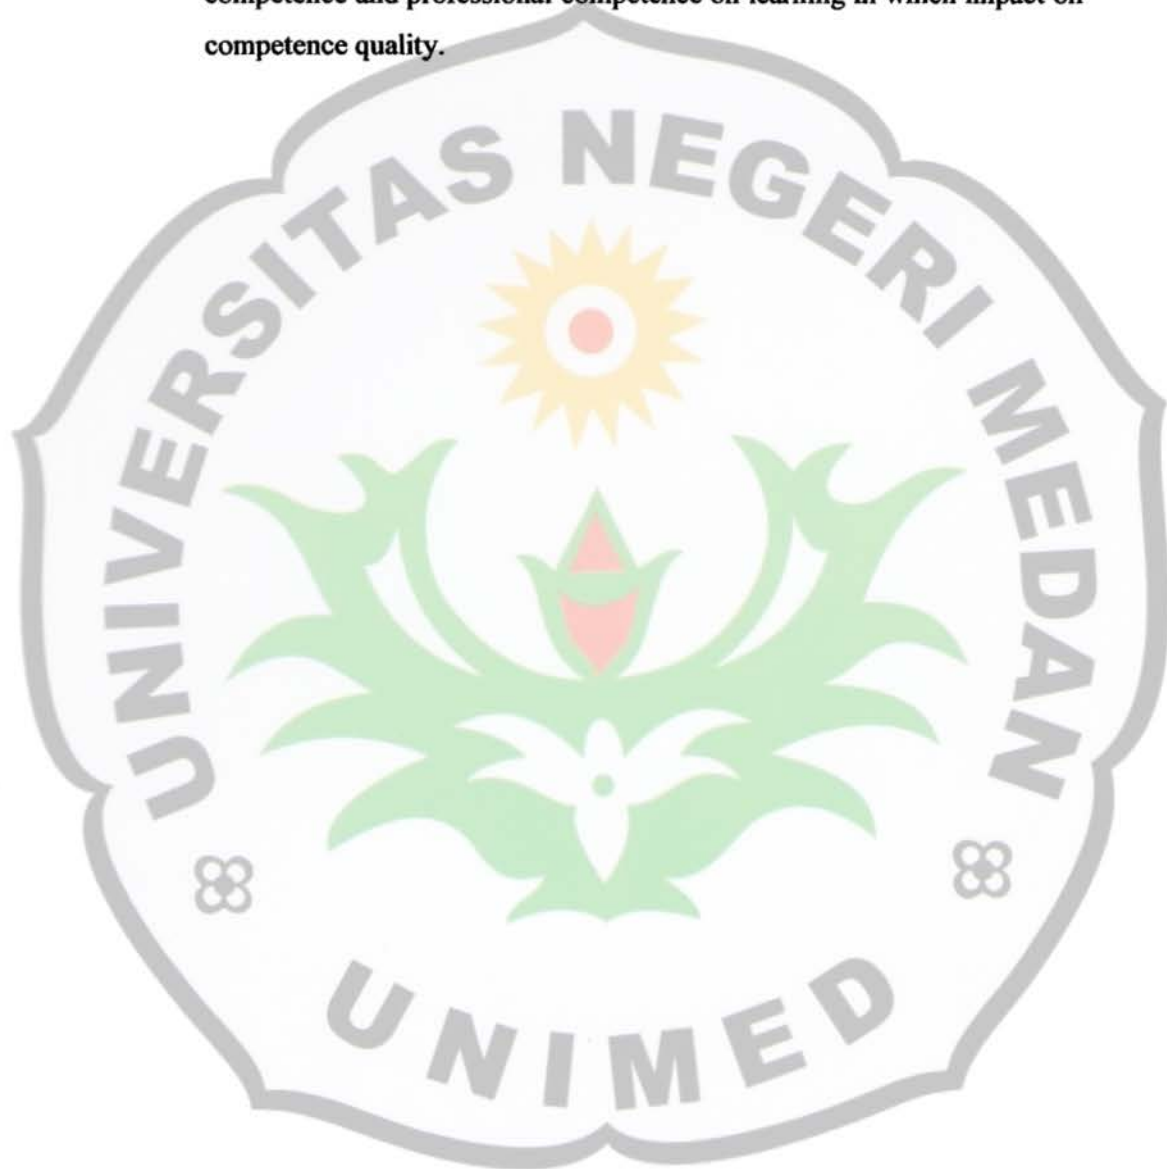 competence and professional competence on learning in which impact on
competence quality.
UNIVERSITAS NEGERI MEDAN
UNIMED